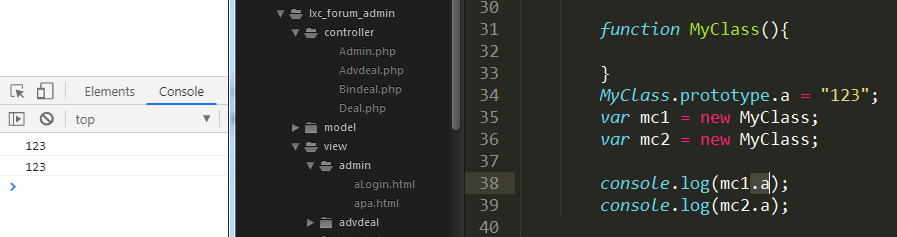 Elements Console
top
123
123
lxc_forum_admin
controller
Admin.php
Advdeal.php
Bindeal.php
Deal.php
model
view
admin
aLogin.html
apa.html
advdeal
30
31 function MyClass(){
32
33 }
34 MyClass.prototype.a = "123";
35 var mc1 = new MyClass;
36 var mc2 = new MyClass;
37
38 console.log(mc1.a);
39 console.log(mc2.a);
40